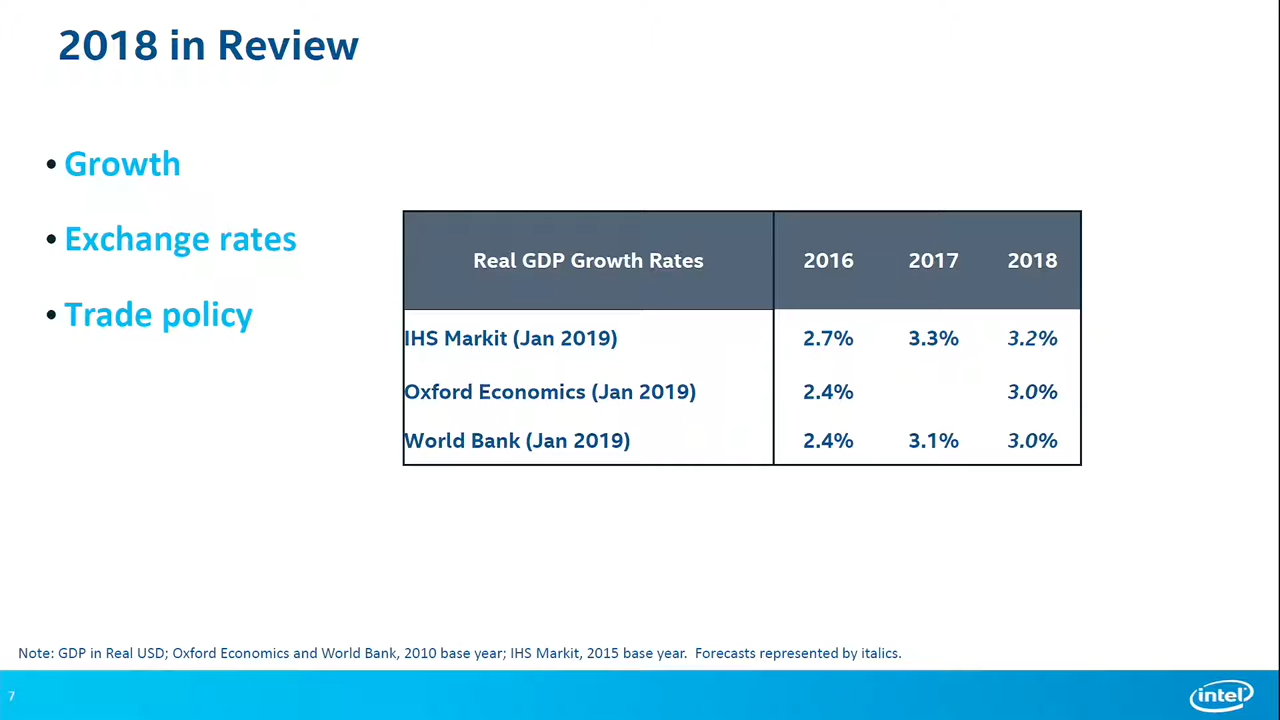 2018 in Review
• Growth
• Exchange rates
• Trade policy
Real GDP Growth Rates 2016 2017 2018
IHS Markit (Jan 2019) 2.7% 3.3% 3.2%
Oxford Economics (Jan 2019) 2.4% 3.0%
World Bank (Jan 2019) 2.4% 3.1% 3.0%
Note: GDP in Real USD; Oxford Economics and World Bank, 2010 base year; IHS Markit, 2015 base year. Forecasts represented by italics.
7
intel